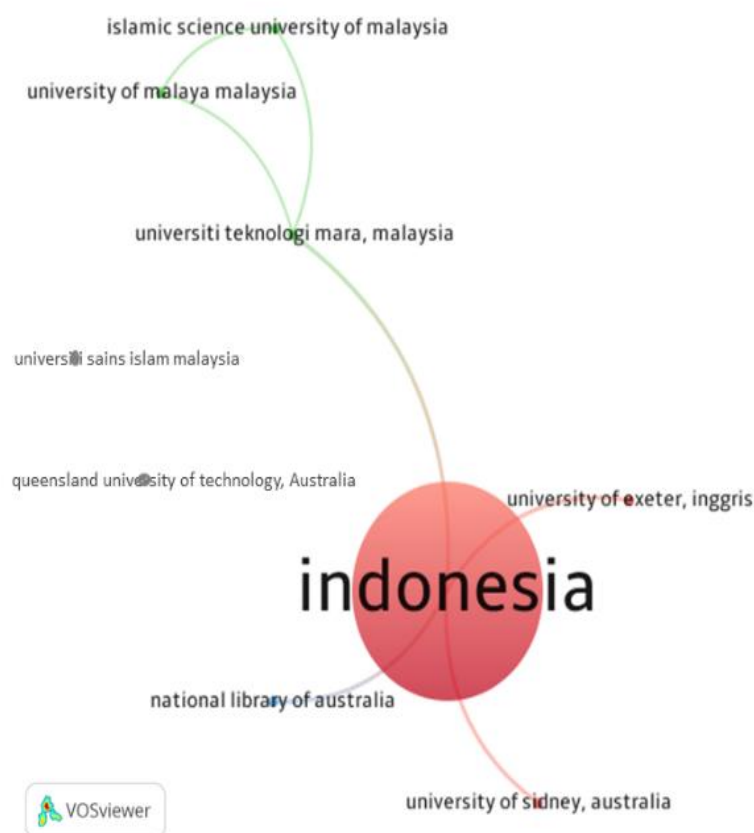 islamic science university of malaysia
university of malaya malaysia
universiti teknologi mara, malaysia
universiti sains islam malaysia
queensland university of technology, Australia
university of exeter, inggris
indonesia
national library of australia
university of sidney, australia
VOSviewer